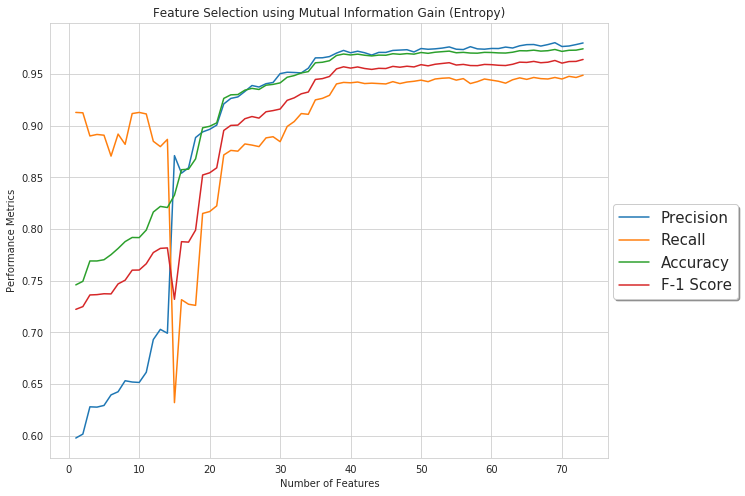 Feature Selection using Mutual Information Gain (Entropy)
Performance Metrics
0.95
0.90
0.85
0.80
0.75
0.70
0.65
0.60
0 10 20 30 40 50 60 70
Number of Features
Precision
Recall
Accuracy
F-1 Score